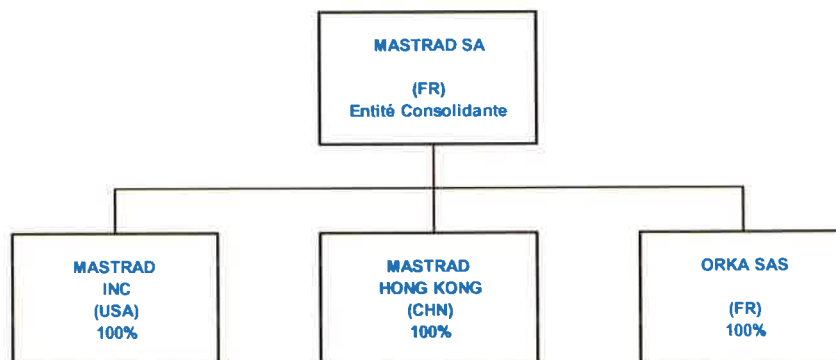 MASTRAD SA
(FR)
Entité Consolidante
MASTRAD
INC
(USA)
100%
MASTRAD
HONG KONG
(CHN)
100%
ORKA SAS
(FR)
100%